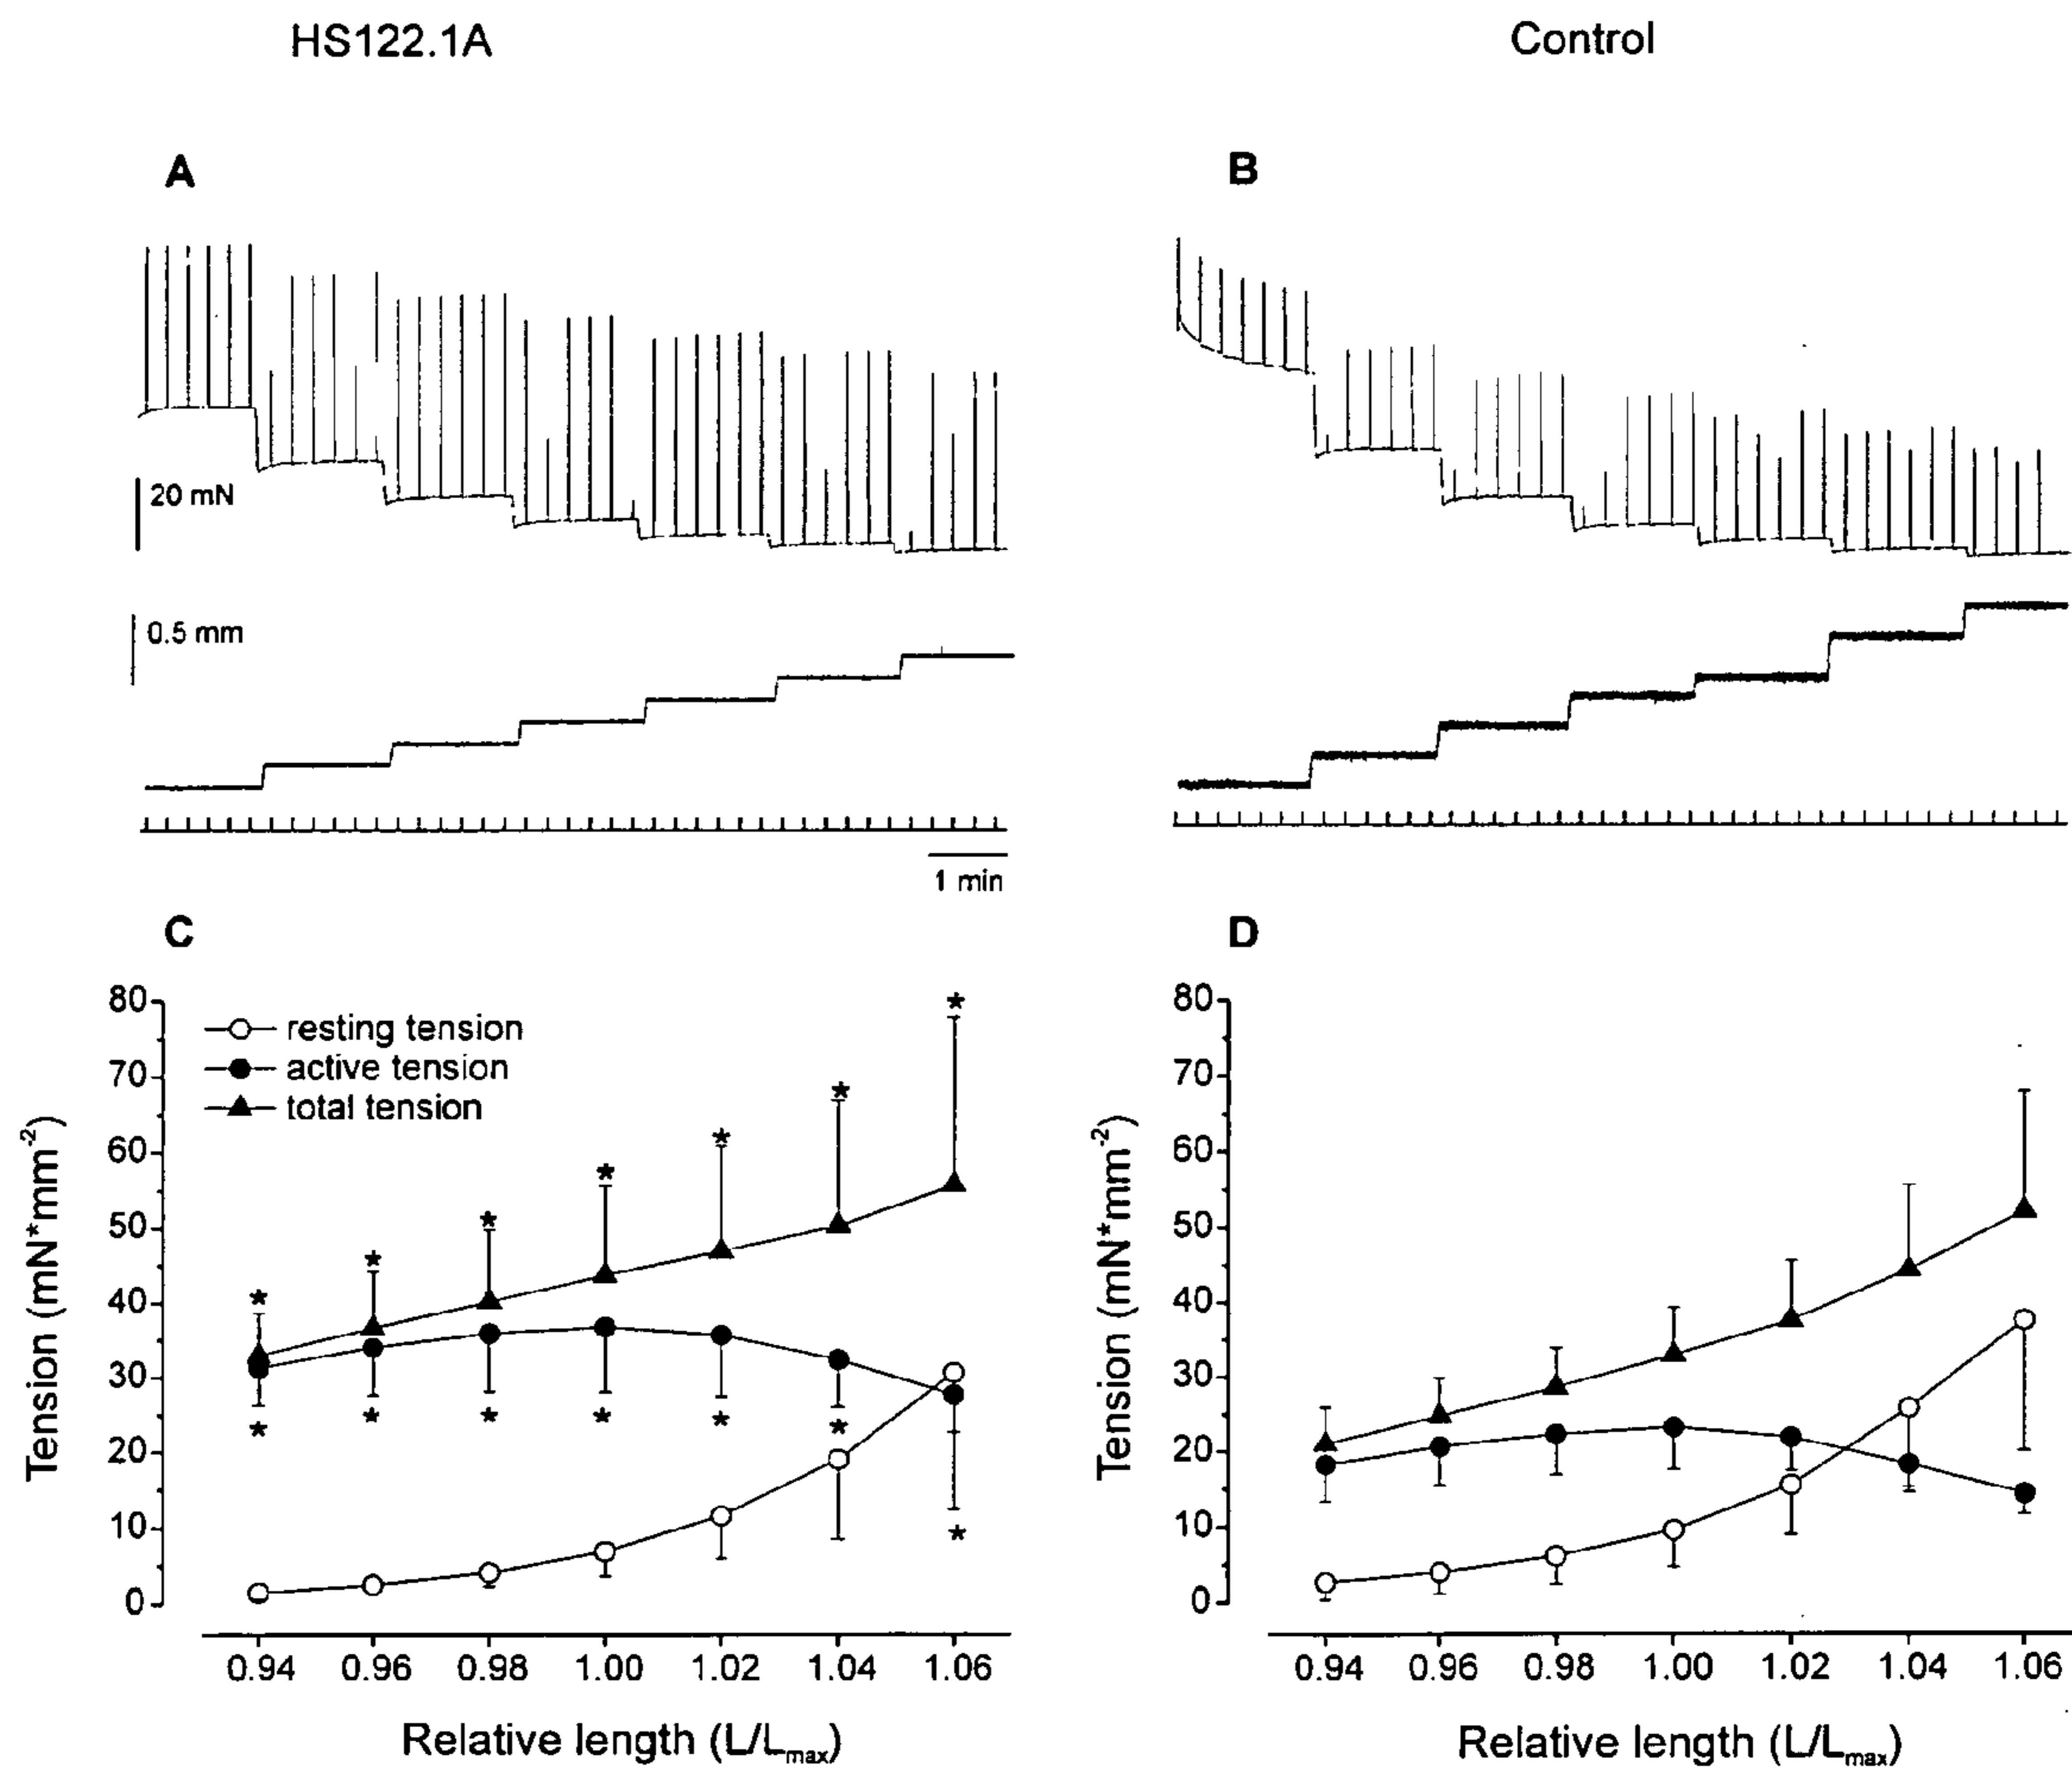 HS122.1A
Control
A
B
20 mN
0.5 mm
1 min
C
D
80
70
60
50
40
30
20
10
0
Tension (mN*mm-2)
resting tension
active tension
total tension
* * * * * * *
* * * * * * *
0.94 0.96 0.98 1.00 1.02 1.04 1.06
Relative length (L/Lmax)
80
70
60
50
40
30
20
10
0
Tension (mN*mm-2)
0.94 0.96 0.98 1.00 1.02 1.04 1.06
Relative length (L/Lmax)